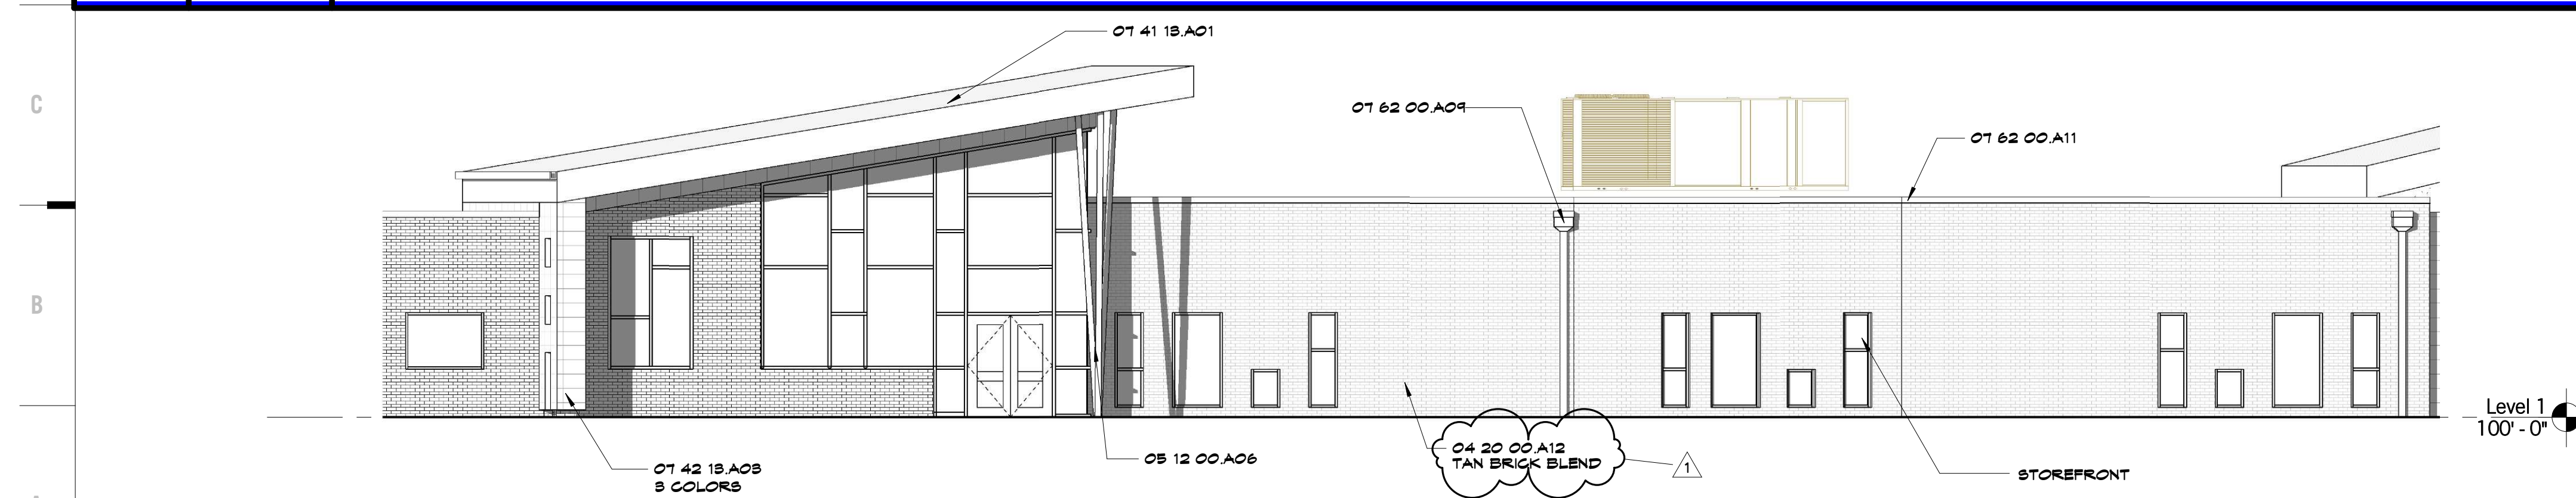 07 41 13.A01
C
07 62 00.A09
07 62 00.A11
B
Level 1
100' - 0"
04 20 00.A12
TAN BRICK BLEND
1
05 12 00.A06
07 42 13.A03
3 COLORS
STOREFRONT